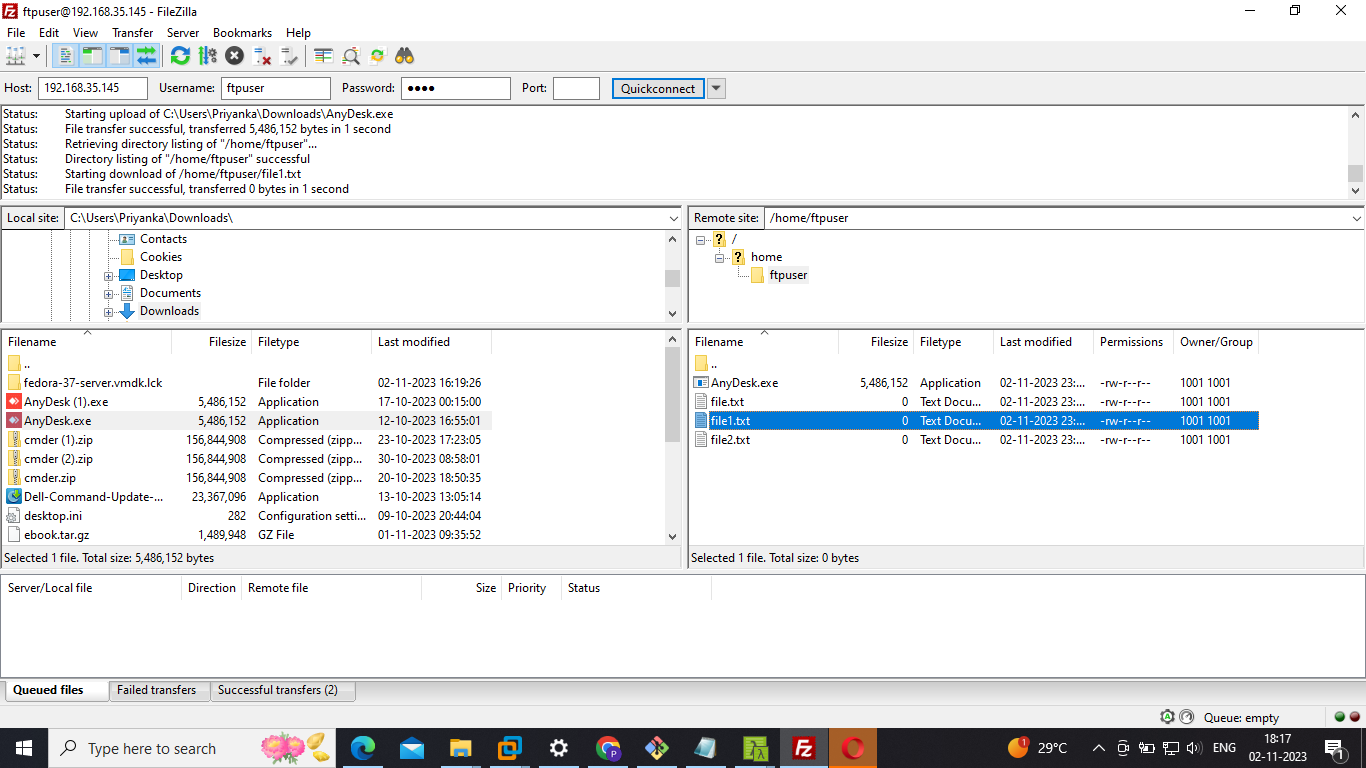 ftpuser@192.168.35.145 - FileZilla
File Edit View Transfer Server Bookmarks Help
Host: 192.168.35.145 Username: ftpuser Password: ●●●● Port: Quickconnect
Status: Starting upload of C:\Users\Priyanka\Downloads\AnyDesk.exe
Status: File transfer successful, transferred 5,486,152 bytes in 1 second
Status: Retrieving directory listing of "/home/ftpuser"...
Status: Directory listing of "/home/ftpuser" successful
Status: Starting download of /home/ftpuser/file1.txt
Status: File transfer successful, transferred 0 bytes in 1 second
Local site: C:\Users\Priyanka\Downloads\
Contacts
Cookies
Desktop
Documents
Downloads
Filename Filesize Filetype Last modified
..
fedora-37-server.vmdk.lck File folder 02-11-2023 16:19:26
AnyDesk (1).exe 5,486,152 Application 17-10-2023 00:15:00
AnyDesk.exe 5,486,152 Application 12-10-2023 16:55:01
cmder (1).zip 156,844,908 Compressed (zipp... 23-10-2023 17:23:05
cmder (2).zip 156,844,908 Compressed (zipp... 30-10-2023 08:58:01
cmder.zip 156,844,908 Compressed (zipp... 20-10-2023 18:50:35
Dell-Command-Update-... 23,367,096 Application 13-10-2023 13:05:14
desktop.ini 282 Configuration setti... 09-10-2023 20:44:04
ebook.tar.gz 1,489,948 GZ File 01-11-2023 09:35:52
Selected 1 file. Total size: 5,486,152 bytes
Remote site: /home/ftpuser
? /
? home
ftpuser
Filename Filesize Filetype Last modified Permissions Owner/Group
..
AnyDesk.exe 5,486,152 Application 02-11-2023 23:... -rw-r--r-- 1001 1001
file.txt 0 Text Docu... 02-11-2023 23:... -rw-r--r-- 1001 1001
file1.txt 0 Text Docu... 02-11-2023 23:... -rw-r--r-- 1001 1001
file2.txt 0 Text Docu... 02-11-2023 23:... -rw-r--r-- 1001 1001
Selected 1 file. Total size: 0 bytes
Server/Local file Direction Remote file Size Priority Status
Queued files Failed transfers Successful transfers (2)
Queue: empty
Type here to search
1 29°C ENG 18:17
02-11-2023 1